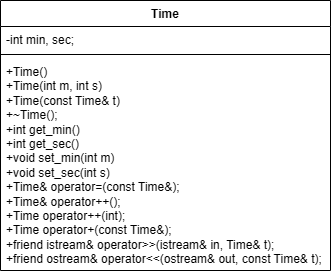 Time
-int min, sec;
+Time()
+Time(int m, int s)
+Time(const Time& t)
+~Time();
+int get_min()
+int get_sec()
+void set_min(int m)
+void set_sec(int s)
+Time& operator=(const Time&);
+Time& operator++();
+Time operator++(int);
+Time operator+(const Time&);
+friend istream& operator>>(istream& in, Time& t);
+friend ostream& operator<<(ostream& out, const Time& t);